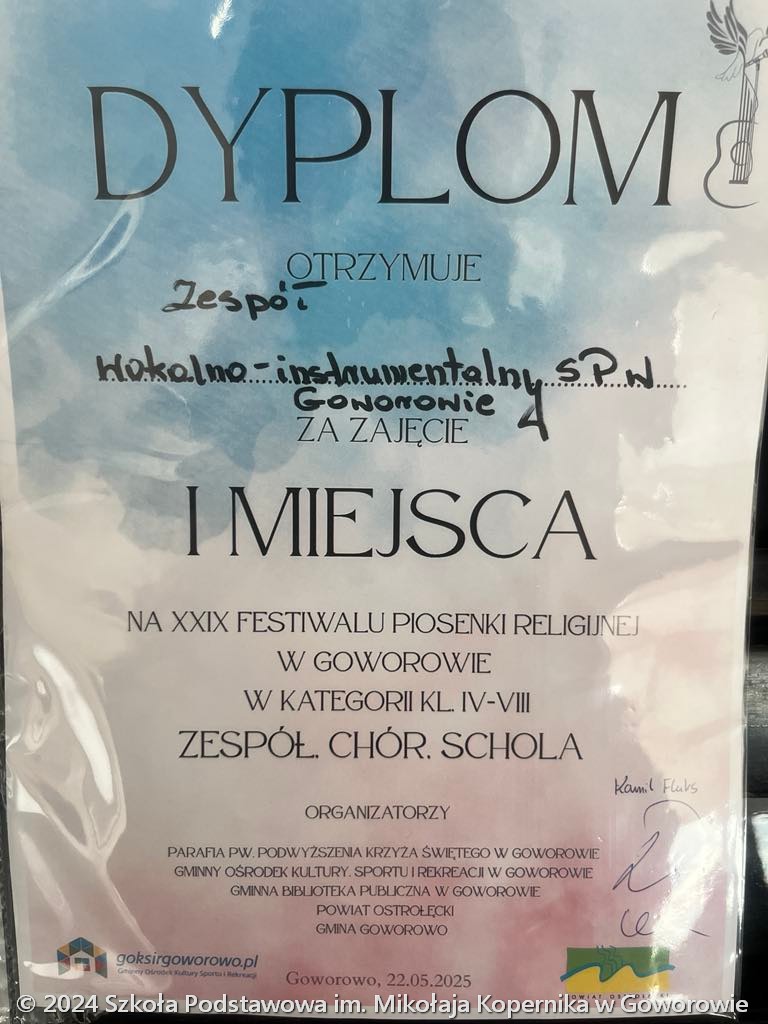 DYPLOM
OTRZYMUJE
Zespół
Wokalno-instrumentalny SP w
Goworowie
ZA ZAJĘCIE
I MIEJSCA
NA XXIX FESTIWALU PIOSENKI RELIGIJNEJ
W GOWOROWIE
W KATEGORII KL. IV-VIII
ZESPÓŁ, CHÓR, SCHOLA
ORGANIZATORZY
PARAFIA PW. PODWYŻSZENIA KRZYŻA ŚWIĘTEGO W GOWOROWIE
GMINNY OŚRODEK KULTURY, SPORTU I REKREACJI W GOWOROWIE
GMINNA BIBLIOTEKA PUBLICZNA W GOWOROWIE
POWIAT OSTROŁĘCKI
GMINA GOWOROWO
Kamil Fluks
goksirgoworowo.pl
Gminny Ośrodek Kultury Sportu i Rekreacji
Goworowo, 22.05.2025
© 2024 Szkoła Podstawowa im. Mikołaja Kopernika w Goworowie